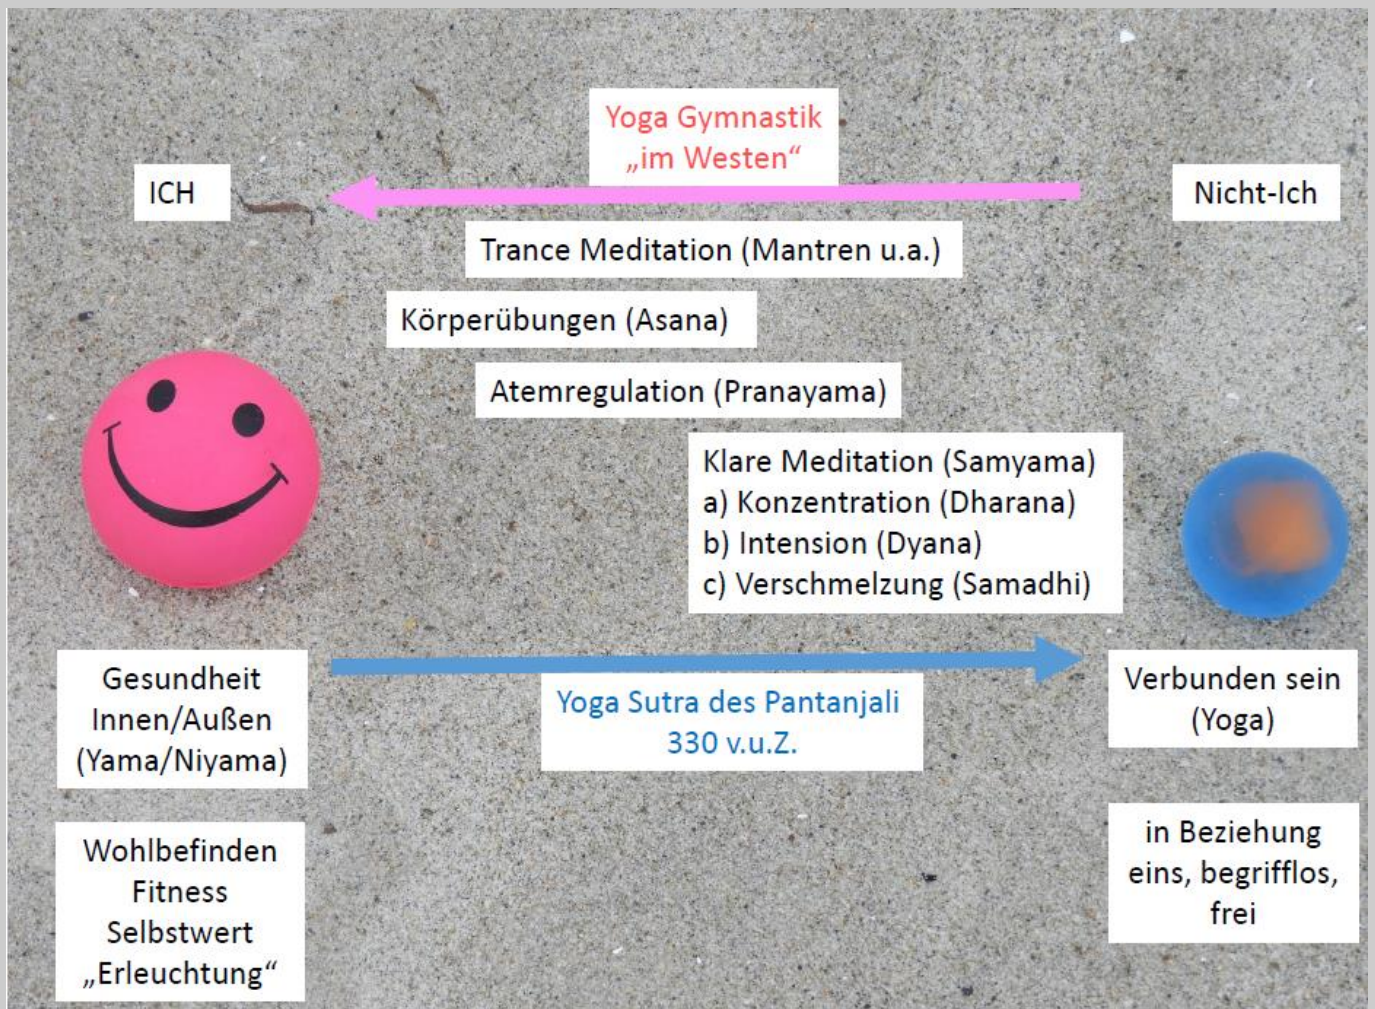 Yoga Gymnastik
„im Westen“
ICH
Nicht-Ich
Trance Meditation (Mantren u.a.)
Körperübungen (Asana)
Atemregulation (Pranayama)
Klare Meditation (Samyama)
a) Konzentration (Dharana)
b) Intension (Dyana)
c) Verschmelzung (Samadhi)
Gesundheit
Innen/Außen
(Yama/Niyama)
Yoga Sutra des Pantanjali
330 v.u.Z.
Verbunden sein
(Yoga)
Wohlbefinden
Fitness
Selbstwert
„Erleuchtung“
in Beziehung
eins, begrifflos,
frei